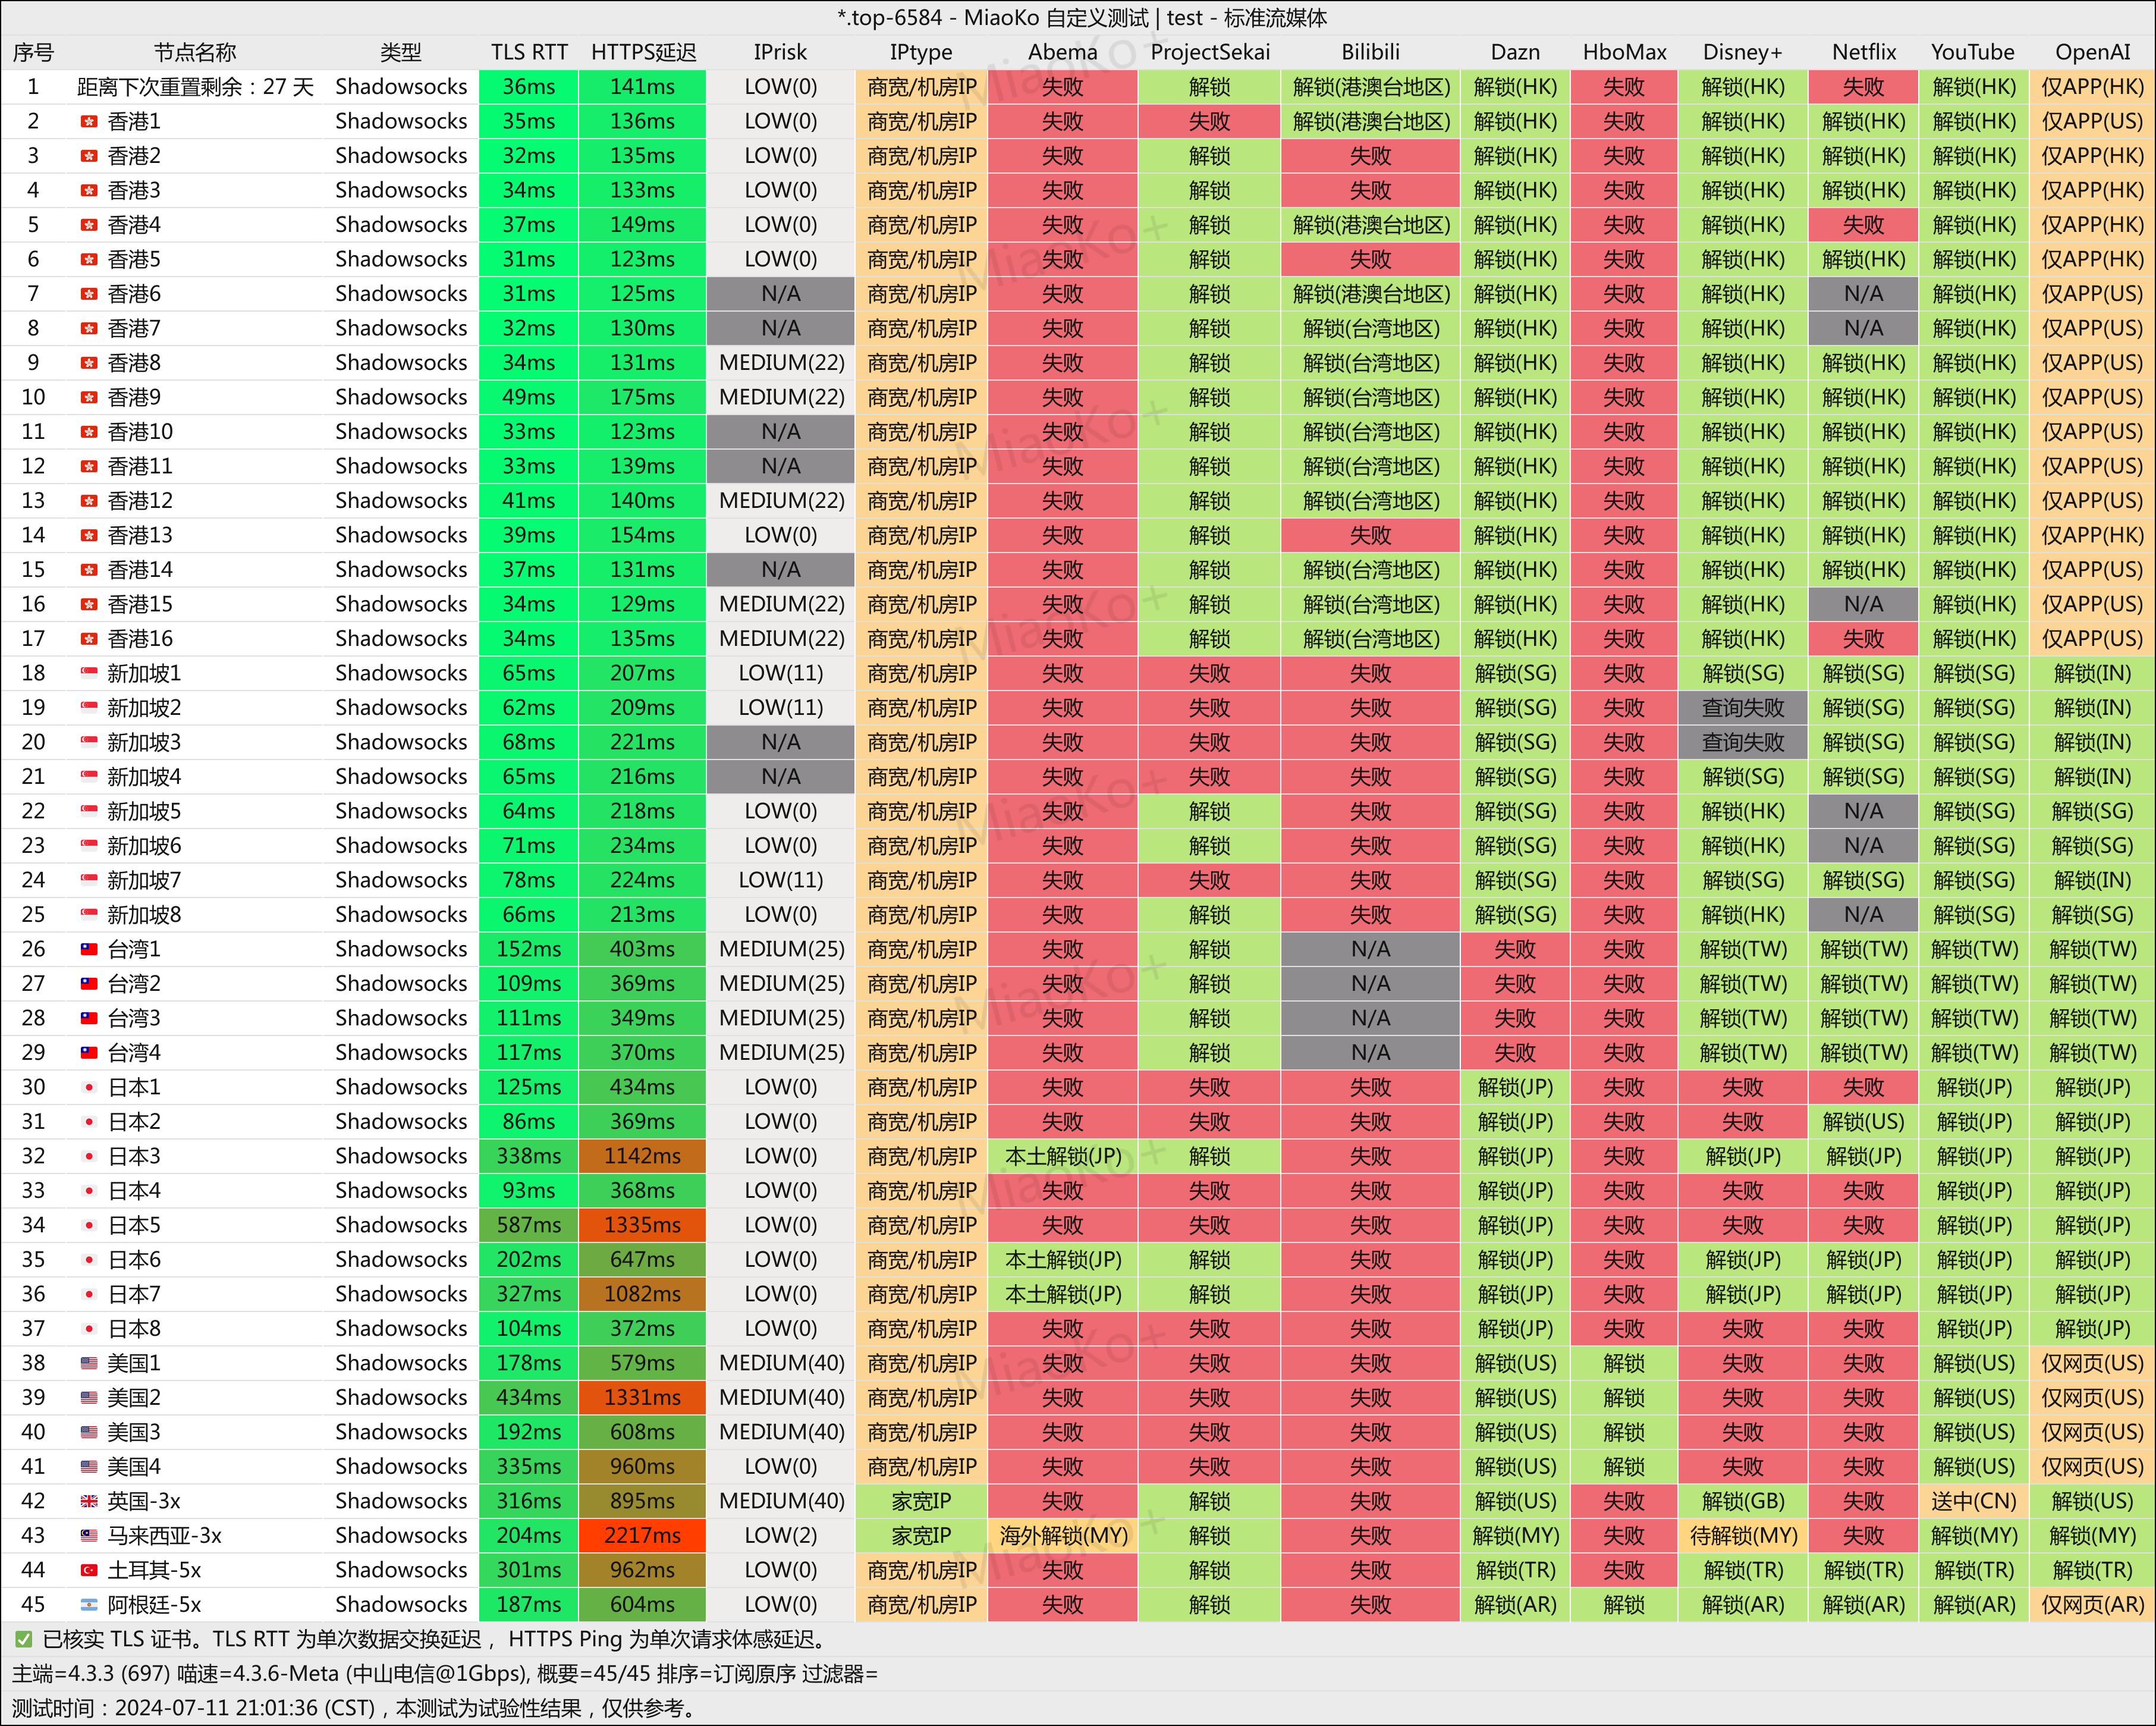 *.top-6584 - MiaoKo 自定义测试 | test - 标准流媒体
序号 节点名称 类型 TLS RTT HTTPS延迟 IPrisk IPtype Abema ProjectSekai Bilibili Dazn HboMax Disney+ Netflix YouTube OpenAI
1 距离下次重置剩余：27 天 Shadowsocks 36ms 141ms LOW(0) 商宽/机房IP 失败 解锁 解锁(港澳台地区) 解锁(HK) 失败 解锁(HK) 失败 解锁(HK) 仅APP(HK)
2 香港1 Shadowsocks 35ms 136ms LOW(0) 商宽/机房IP 失败 失败 解锁(港澳台地区) 解锁(HK) 失败 解锁(HK) 解锁(HK) 解锁(HK) 仅APP(US)
3 香港2 Shadowsocks 32ms 135ms LOW(0) 商宽/机房IP 失败 解锁 失败 解锁(HK) 失败 解锁(HK) 解锁(HK) 解锁(HK) 仅APP(HK)
4 香港3 Shadowsocks 34ms 133ms LOW(0) 商宽/机房IP 失败 解锁 失败 解锁(HK) 失败 解锁(HK) 解锁(HK) 解锁(HK) 仅APP(HK)
5 香港4 Shadowsocks 37ms 149ms LOW(0) 商宽/机房IP 失败 解锁 解锁(港澳台地区) 解锁(HK) 失败 解锁(HK) 失败 解锁(HK) 仅APP(HK)
6 香港5 Shadowsocks 31ms 123ms LOW(0) 商宽/机房IP 失败 解锁 失败 解锁(HK) 失败 解锁(HK) 解锁(HK) 解锁(HK) 仅APP(HK)
7 香港6 Shadowsocks 31ms 125ms N/A 商宽/机房IP 失败 解锁 解锁(港澳台地区) 解锁(HK) 失败 解锁(HK) N/A 解锁(HK) 仅APP(US)
8 香港7 Shadowsocks 32ms 130ms N/A 商宽/机房IP 失败 解锁 解锁(台湾地区) 解锁(HK) 失败 解锁(HK) N/A 解锁(HK) 仅APP(US)
9 香港8 Shadowsocks 34ms 131ms MEDIUM(22) 商宽/机房IP 失败 解锁 解锁(台湾地区) 解锁(HK) 失败 解锁(HK) 解锁(HK) 解锁(HK) 仅APP(US)
10 香港9 Shadowsocks 49ms 175ms MEDIUM(22) 商宽/机房IP 失败 解锁 解锁(台湾地区) 解锁(HK) 失败 解锁(HK) 解锁(HK) 解锁(HK) 仅APP(US)
11 香港10 Shadowsocks 33ms 123ms N/A 商宽/机房IP 失败 解锁 解锁(台湾地区) 解锁(HK) 失败 解锁(HK) 解锁(HK) 解锁(HK) 仅APP(US)
12 香港11 Shadowsocks 33ms 139ms N/A 商宽/机房IP 失败 解锁 解锁(台湾地区) 解锁(HK) 失败 解锁(HK) 解锁(HK) 解锁(HK) 仅APP(US)
13 香港12 Shadowsocks 41ms 140ms MEDIUM(22) 商宽/机房IP 失败 解锁 解锁(台湾地区) 解锁(HK) 失败 解锁(HK) 解锁(HK) 解锁(HK) 仅APP(US)
14 香港13 Shadowsocks 39ms 154ms LOW(0) 商宽/机房IP 失败 解锁 失败 解锁(HK) 失败 解锁(HK) 解锁(HK) 解锁(HK) 仅APP(HK)
15 香港14 Shadowsocks 37ms 131ms N/A 商宽/机房IP 失败 解锁 解锁(台湾地区) 解锁(HK) 失败 解锁(HK) 解锁(HK) 解锁(HK) 仅APP(US)
16 香港15 Shadowsocks 34ms 129ms MEDIUM(22) 商宽/机房IP 失败 解锁 解锁(台湾地区) 解锁(HK) 失败 解锁(HK) N/A 解锁(HK) 仅APP(US)
17 香港16 Shadowsocks 34ms 135ms MEDIUM(22) 商宽/机房IP 失败 解锁 解锁(台湾地区) 解锁(HK) 失败 解锁(HK) 失败 解锁(HK) 仅APP(US)
18 新加坡1 Shadowsocks 65ms 207ms LOW(11) 商宽/机房IP 失败 失败 失败 解锁(SG) 失败 解锁(SG) 解锁(SG) 解锁(SG) 解锁(IN)
19 新加坡2 Shadowsocks 62ms 209ms LOW(11) 商宽/机房IP 失败 失败 失败 解锁(SG) 失败 查询失败 解锁(SG) 解锁(SG) 解锁(IN)
20 新加坡3 Shadowsocks 68ms 221ms N/A 商宽/机房IP 失败 失败 失败 解锁(SG) 失败 查询失败 解锁(SG) 解锁(SG) 解锁(IN)
21 新加坡4 Shadowsocks 65ms 216ms N/A 商宽/机房IP 失败 失败 失败 解锁(SG) 失败 解锁(SG) 解锁(SG) 解锁(SG) 解锁(IN)
22 新加坡5 Shadowsocks 64ms 218ms LOW(0) 商宽/机房IP 失败 解锁 失败 解锁(SG) 失败 解锁(HK) N/A 解锁(SG) 解锁(SG)
23 新加坡6 Shadowsocks 71ms 234ms LOW(0) 商宽/机房IP 失败 解锁 失败 解锁(SG) 失败 解锁(HK) N/A 解锁(SG) 解锁(SG)
24 新加坡7 Shadowsocks 78ms 224ms LOW(11) 商宽/机房IP 失败 失败 失败 解锁(SG) 失败 解锁(SG) 解锁(SG) 解锁(SG) 解锁(IN)
25 新加坡8 Shadowsocks 66ms 213ms LOW(0) 商宽/机房IP 失败 解锁 失败 解锁(SG) 失败 解锁(HK) N/A 解锁(SG) 解锁(SG)
26 台湾1 Shadowsocks 152ms 403ms MEDIUM(25) 商宽/机房IP 失败 解锁 N/A 失败 失败 解锁(TW) 解锁(TW) 解锁(TW) 解锁(TW)
27 台湾2 Shadowsocks 109ms 369ms MEDIUM(25) 商宽/机房IP 失败 解锁 N/A 失败 失败 解锁(TW) 解锁(TW) 解锁(TW) 解锁(TW)
28 台湾3 Shadowsocks 111ms 349ms MEDIUM(25) 商宽/机房IP 失败 解锁 N/A 失败 失败 解锁(TW) 解锁(TW) 解锁(TW) 解锁(TW)
29 台湾4 Shadowsocks 117ms 370ms MEDIUM(25) 商宽/机房IP 失败 解锁 N/A 失败 失败 解锁(TW) 解锁(TW) 解锁(TW) 解锁(TW)
30 日本1 Shadowsocks 125ms 434ms LOW(0) 商宽/机房IP 失败 失败 失败 解锁(JP) 失败 失败 失败 解锁(JP) 解锁(JP)
31 日本2 Shadowsocks 86ms 369ms LOW(0) 商宽/机房IP 失败 失败 失败 解锁(JP) 失败 失败 解锁(US) 解锁(JP) 解锁(JP)
32 日本3 Shadowsocks 338ms 1142ms LOW(0) 商宽/机房IP 本土解锁(JP) 解锁 失败 解锁(JP) 失败 解锁(JP) 解锁(JP) 解锁(JP) 解锁(JP)
33 日本4 Shadowsocks 93ms 368ms LOW(0) 商宽/机房IP 失败 失败 失败 解锁(JP) 失败 失败 失败 解锁(JP) 解锁(JP)
34 日本5 Shadowsocks 587ms 1335ms LOW(0) 商宽/机房IP 失败 失败 失败 解锁(JP) 失败 失败 失败 解锁(JP) 解锁(JP)
35 日本6 Shadowsocks 202ms 647ms LOW(0) 商宽/机房IP 本土解锁(JP) 解锁 失败 解锁(JP) 失败 解锁(JP) 解锁(JP) 解锁(JP) 解锁(JP)
36 日本7 Shadowsocks 327ms 1082ms LOW(0) 商宽/机房IP 本土解锁(JP) 解锁 失败 解锁(JP) 失败 解锁(JP) 解锁(JP) 解锁(JP) 解锁(JP)
37 日本8 Shadowsocks 104ms 372ms LOW(0) 商宽/机房IP 失败 失败 失败 解锁(JP) 失败 失败 失败 解锁(JP) 解锁(JP)
38 美国1 Shadowsocks 178ms 579ms MEDIUM(40) 商宽/机房IP 失败 失败 失败 解锁(US) 解锁 失败 失败 解锁(US) 仅网页(US)
39 美国2 Shadowsocks 434ms 1331ms MEDIUM(40) 商宽/机房IP 失败 失败 失败 解锁(US) 解锁 失败 失败 解锁(US) 仅网页(US)
40 美国3 Shadowsocks 192ms 608ms MEDIUM(40) 商宽/机房IP 失败 失败 失败 解锁(US) 解锁 失败 失败 解锁(US) 仅网页(US)
41 美国4 Shadowsocks 335ms 960ms LOW(0) 商宽/机房IP 失败 失败 失败 解锁(US) 解锁 失败 失败 解锁(US) 仅网页(US)
42 英国-3x Shadowsocks 316ms 895ms MEDIUM(40) 家宽IP 失败 解锁 失败 解锁(US) 失败 解锁(GB) 失败 送中(CN) 解锁(US)
43 马来西亚-3x Shadowsocks 204ms 2217ms LOW(2) 家宽IP 海外解锁(MY) 解锁 失败 解锁(MY) 失败 待解锁(MY) 失败 解锁(MY) 解锁(MY)
44 土耳其-5x Shadowsocks 301ms 962ms LOW(0) 商宽/机房IP 失败 解锁 失败 解锁(TR) 失败 解锁(TR) 解锁(TR) 解锁(TR) 解锁(TR)
45 阿根廷-5x Shadowsocks 187ms 604ms LOW(0) 商宽/机房IP 失败 解锁 失败 解锁(AR) 解锁 解锁(AR) 解锁(AR) 解锁(AR) 仅网页(AR)
✅ 已核实 TLS 证书。TLS RTT 为单次数据交换延迟， HTTPS Ping 为单次请求体感延迟。
主端=4.3.3 (697) 喵速=4.3.6-Meta (中山电信@1Gbps), 概要=45/45 排序=订阅原序 过滤器=
测试时间：2024-07-11 21:01:36 (CST)，本测试为试验性结果，仅供参考。
MiaoKo+
MiaoKo+
MiaoKo+
MiaoKo+
MiaoKo+
MiaoKo+
MiaoKo+
MiaoKo+
MiaoKo+